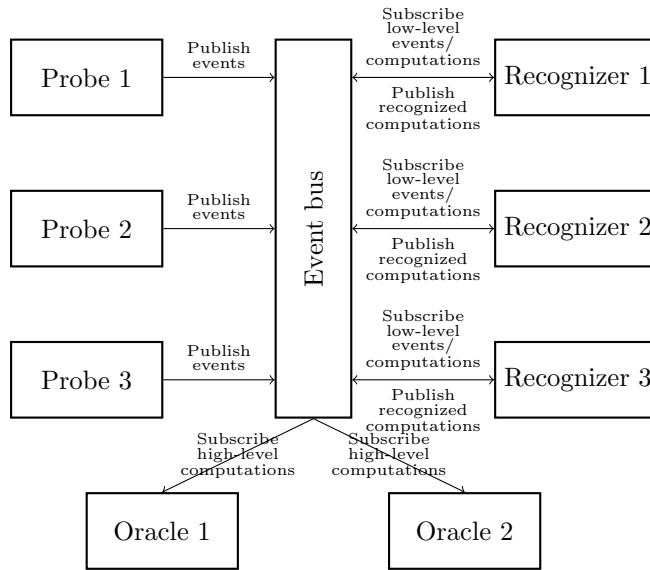 Probe 1
Publish
events
Subscribe
low-level
events/
computations
Publish
recognized
computations
Recognizer 1
Probe 2
Publish
events
Event bus
Subscribe
low-level
events/
computations
Publish
recognized
computations
Recognizer 2
Probe 3
Publish
events
Subscribe
low-level
events/
computations
Publish
recognized
computations
Recognizer 3
Subscribe
high-level
computations
Subscribe
high-level
computations
Oracle 1
Oracle 2